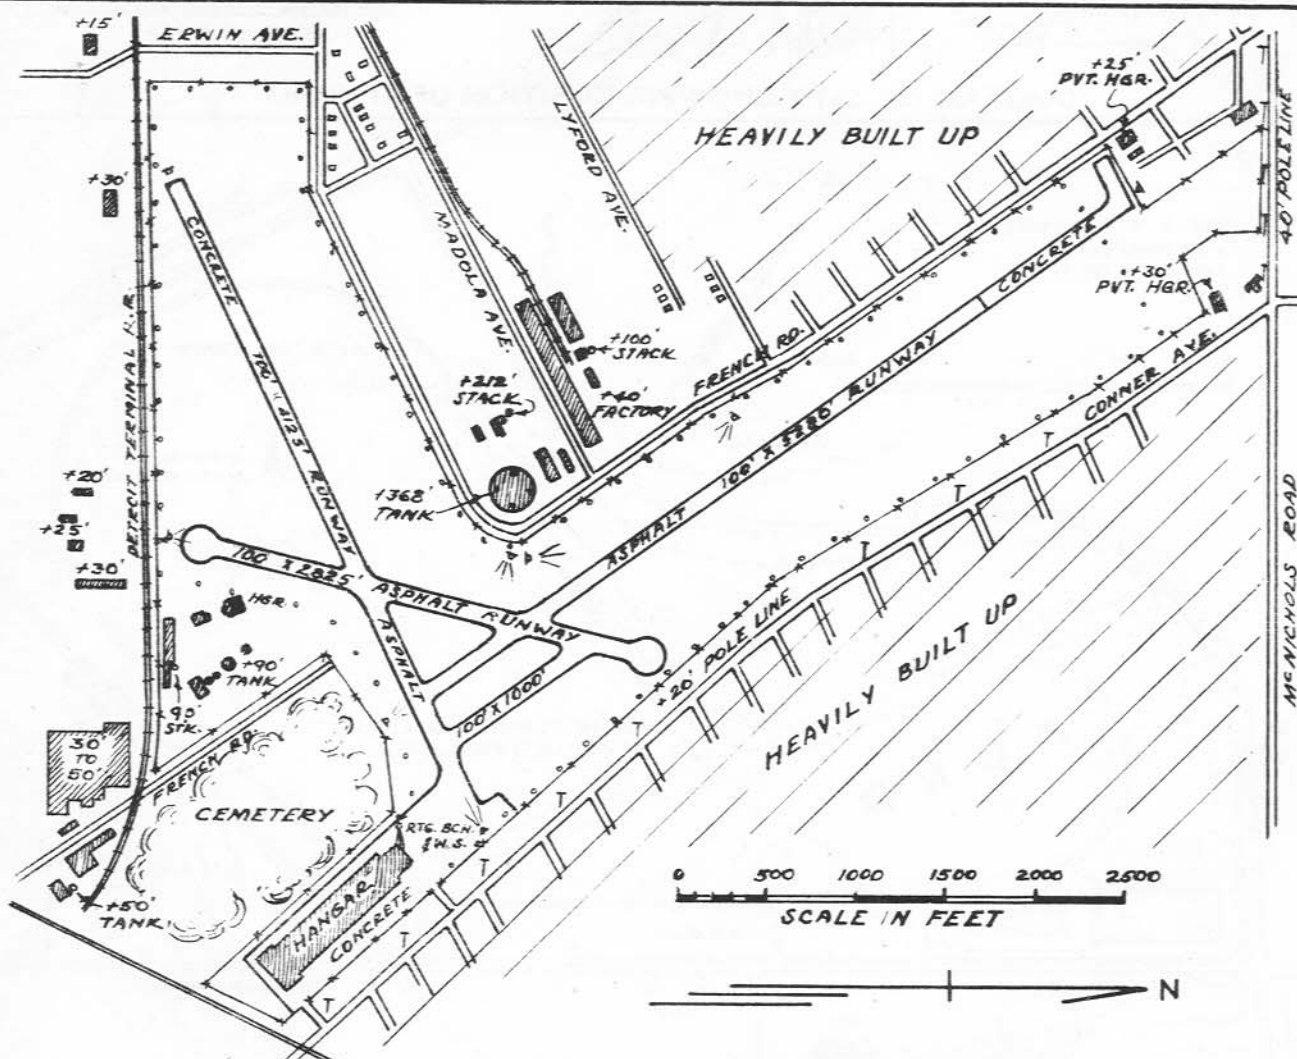 +15'
ERWIN AVE.
+25'
PVT. HGR.
40' POLE LINE
LYFORD AVE.
HEAVILY BUILT UP
+30'
CONCRETE
MADOLA AVE.
CONCRETE
+30'
PVT. HGR.
DETROIT TERMINAL R.R.
+100'
STACK
FRENCH RD.
CONNER AVE.
+212'
STACK
+40'
FACTORY
RUNWAY
T
+20'
+368'
TANK
ASPHALT 100' X 5280' RUNWAY
T
McNICHOLS ROAD
+25'
100' X 4125' RUNWAY
T
+30'
100' X 2825' ASPHALT RUNWAY
HGR.
ASPHALT
+20' POLE LINE
HEAVILY BUILT UP
+90'
TANK
100' X 1000'
90'
STK.
T
30'
TO
50'
FRENCH RD.
CEMETERY
T
RTG. BCN.
& W.S.
T
0 500 1000 1500 2000 2500
SCALE IN FEET
+50'
TANK
HANGAR
CONCRETE
T
T
N